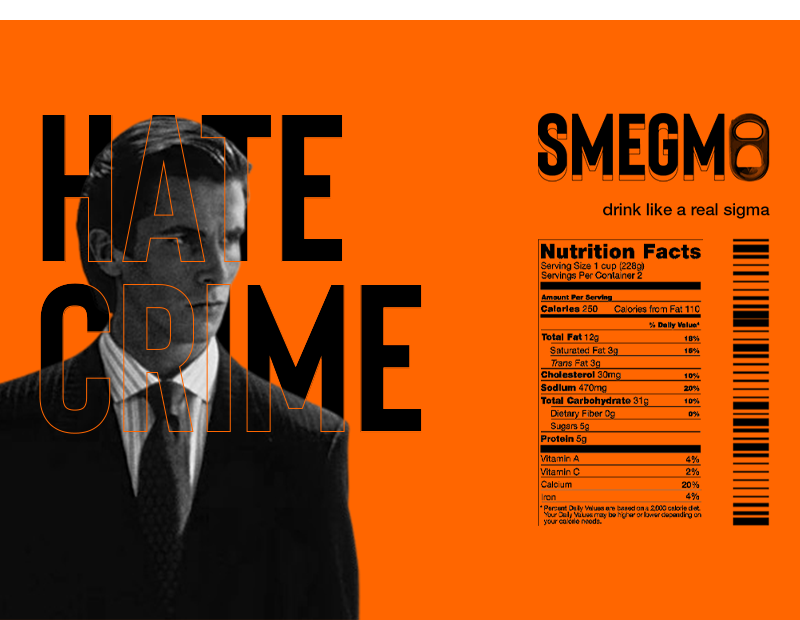 HATE
CRIME
SMEGMO
drink like a real sigma
Nutrition Facts
Serving Size 1 cup (228g)
Servings Per Container 2
Amount Per Serving
Calories 250 Calories from Fat 110
% Daily Value*
Total Fat 12g 18%
Saturated Fat 3g 15%
Trans Fat 3g
Cholesterol 30mg 10%
Sodium 470mg 20%
Total Carbohydrate 31g 10%
Dietary Fiber 0g 0%
Sugars 5g
Protein 5g
Vitamin A 4%
Vitamin C 2%
Calcium 20%
Iron 4%
* Percent Daily Values are based on a 2,000 calorie diet.
Your Daily Values may be higher or lower depending on
your calorie needs.